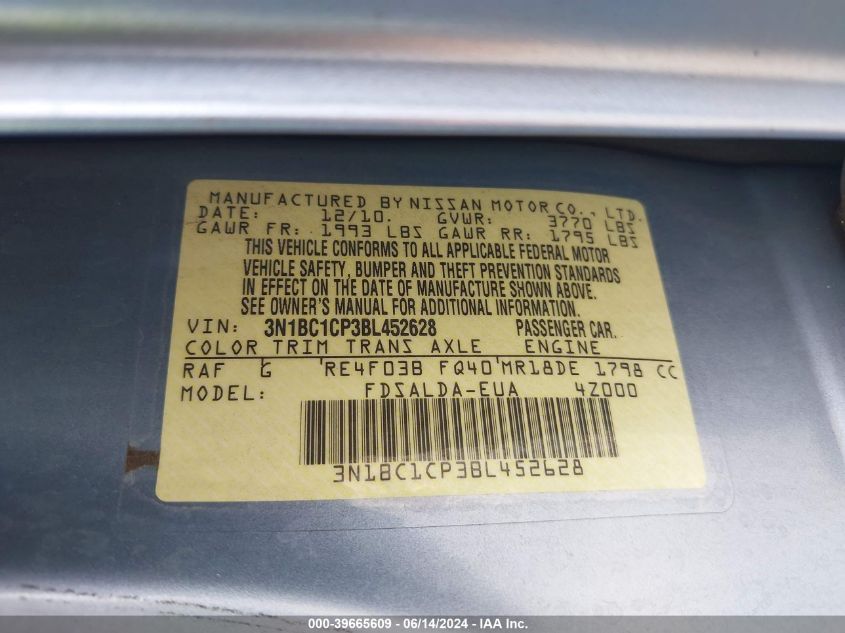 MANUFACTURED BY NISSAN MOTOR CO., LTD.
DATE: 12/10. GVWR: 3770 LBS
GAWR FR: 1993 LBS GAWR RR: 1795 LBS
THIS VEHICLE CONFORMS TO ALL APPLICABLE FEDERAL MOTOR
VEHICLE SAFETY, BUMPER AND THEFT PREVENTION STANDARDS
IN EFFECT ON THE DATE OF MANUFACTURE SHOWN ABOVE.
SEE OWNER'S MANUAL FOR ADDITIONAL INFORMATION.
VIN: 3N1BC1CP3BL452628 PASSENGER CAR.
COLOR TRIM TRANS AXLE ENGINE
RAF G RE4F03B FQ40 MR18DE 1798 CC
MODEL: FDSALDA-EUA 4Z000
3N1BC1CP3BL452628
000-39665609 - 06/14/2024 - IAA Inc.